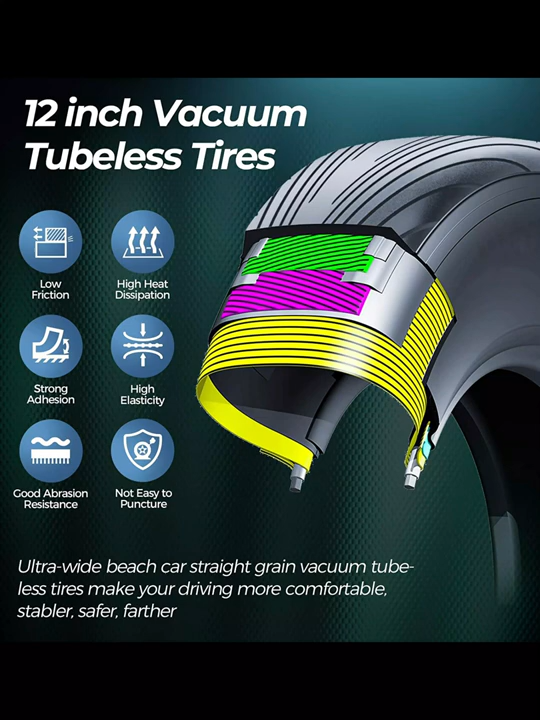 12 inch Vacuum
Tubeless Tires
Low
Friction
High Heat
Dissipation
Strong
Adhesion
High
Elasticity
Good Abrasion
Resistance
Not Easy to
Puncture
Ultra-wide beach car straight grain vacuum tube-
less tires make your driving more comfortable,
stabler, safer, farther